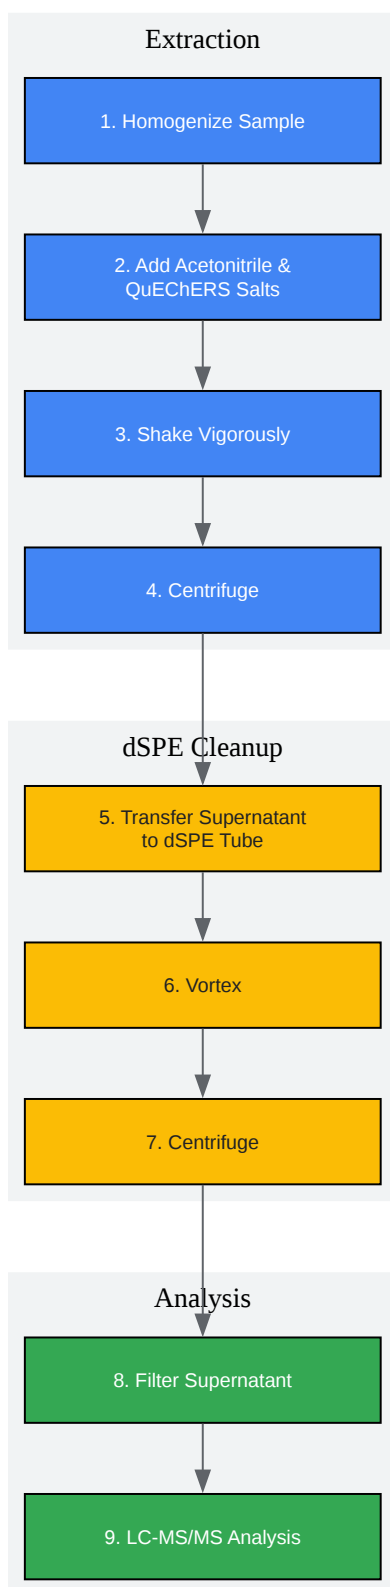 Extraction
1. Homogenize Sample
2. Add Acetonitrile &
QuEChERS Salts
3. Shake Vigorously
4. Centrifuge
dSPE Cleanup
5. Transfer Supernatant
to dSPE Tube
6. Vortex
7. Centrifuge
Analysis
8. Filter Supernatant
9. LC-MS/MS Analysis